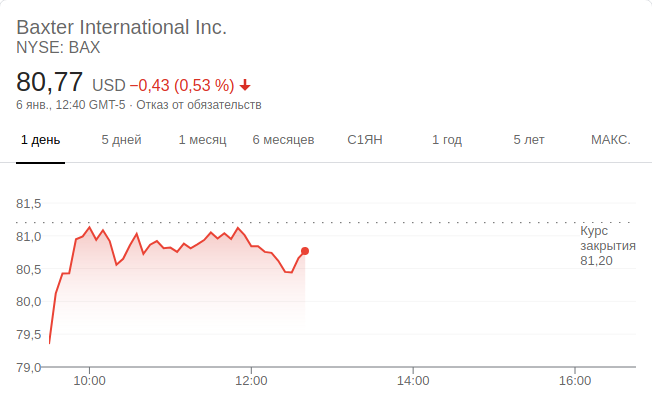 Baxter International Inc.
NYSE: BAX
80,77 USD −0,43 (0,53 %)
6 янв., 12:40 GMT-5 · Отказ от обязательств
1 день 5 дней 1 месяц 6 месяцев С1ЯН 1 год 5 лет МАКС.
81,5
81,0
Курс
закрытия
81,20
80,5
80,0
79,5
79,0
10:00 12:00 14:00 16:00